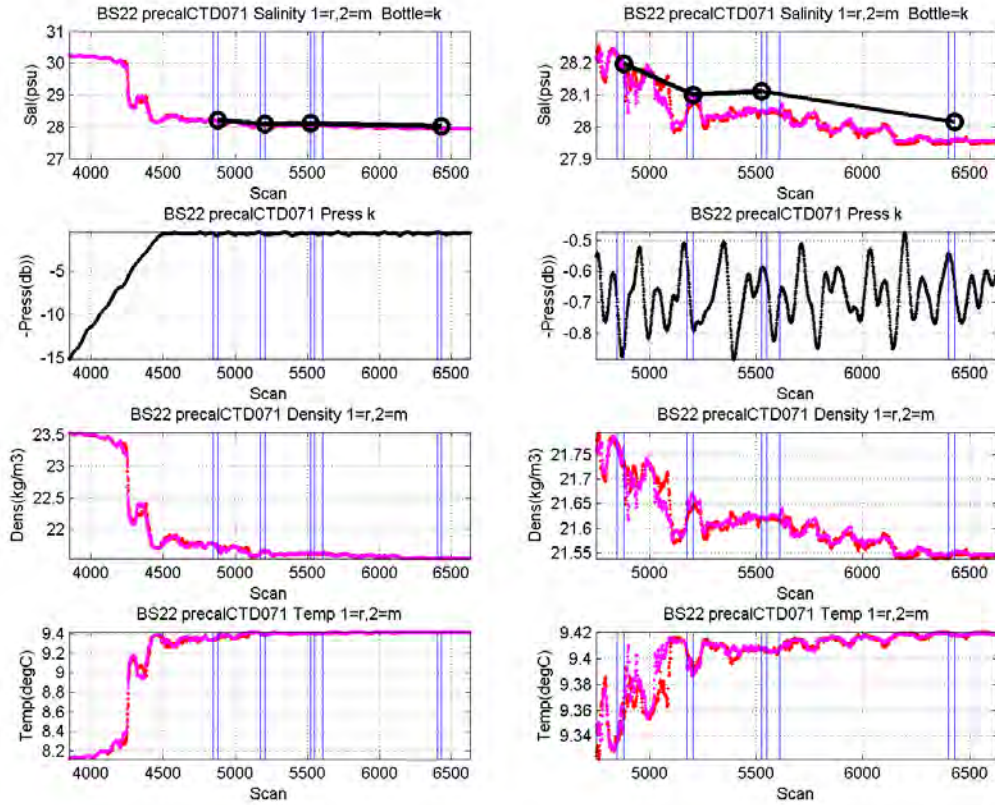 BS22 precalCTD071 Salinity 1=r,2=m Bottle=k
31
30
29
28
27
Sal(psu)
4000 4500 5000 5500 6000 6500
Scan
BS22 precalCTD071 Salinity 1=r,2=m Bottle=k
28.2
28.1
28
27.9
Sal(psu)
5000 5500 6000 6500
Scan
BS22 precalCTD071 Press k
-5
-10
-15
-Press(db)
4000 4500 5000 5500 6000 6500
Scan
BS22 precalCTD071 Press k
-0.5
-0.6
-0.7
-0.8
-Press(db)
5000 5500 6000 6500
Scan
BS22 precalCTD071 Density 1=r,2=m
23.5
23
22.5
22
Dens(kg/m3)
4000 4500 5000 5500 6000 6500
Scan
BS22 precalCTD071 Density 1=r,2=m
21.75
21.7
21.65
21.6
21.55
Dens(kg/m3)
5000 5500 6000 6500
Scan
BS22 precalCTD071 Temp 1=r,2=m
9.4
9.2
9
8.8
8.6
8.4
8.2
Temp(degC)
4000 4500 5000 5500 6000 6500
Scan
BS22 precalCTD071 Temp 1=r,2=m
9.42
9.4
9.38
9.36
9.34
Temp(degC)
5000 5500 6000 6500
Scan